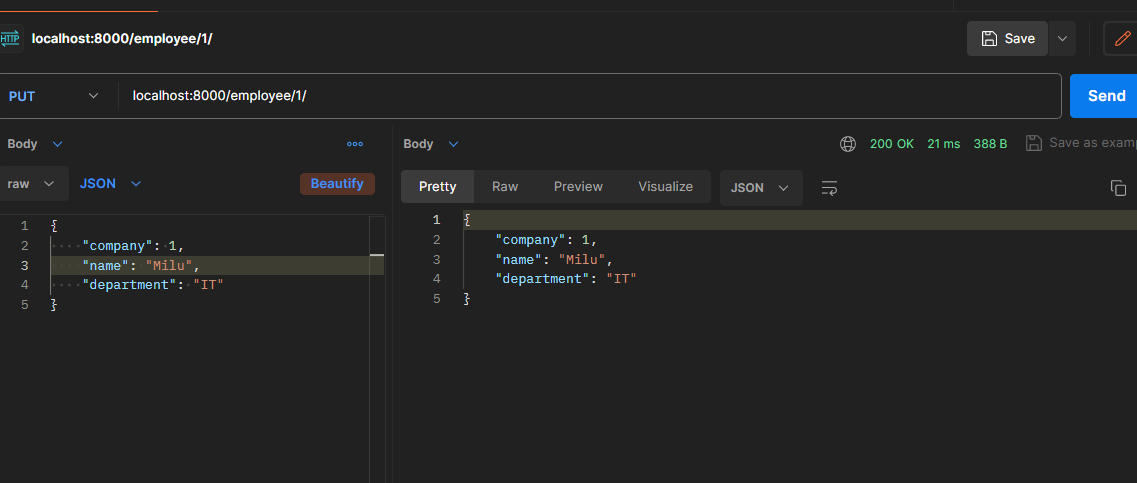 HTTP localhost:8000/employee/1/ Save
PUT localhost:8000/employee/1/ Send
Body
Body 200 OK 21 ms 388 B Save as examp
raw JSON Beautify
Pretty Raw Preview Visualize JSON
1 {
2 "company": 1,
3 "name": "Milu",
4 "department": "IT"
5 }
1 {
2 "company": 1,
3 "name": "Milu",
4 "department": "IT"
5 }